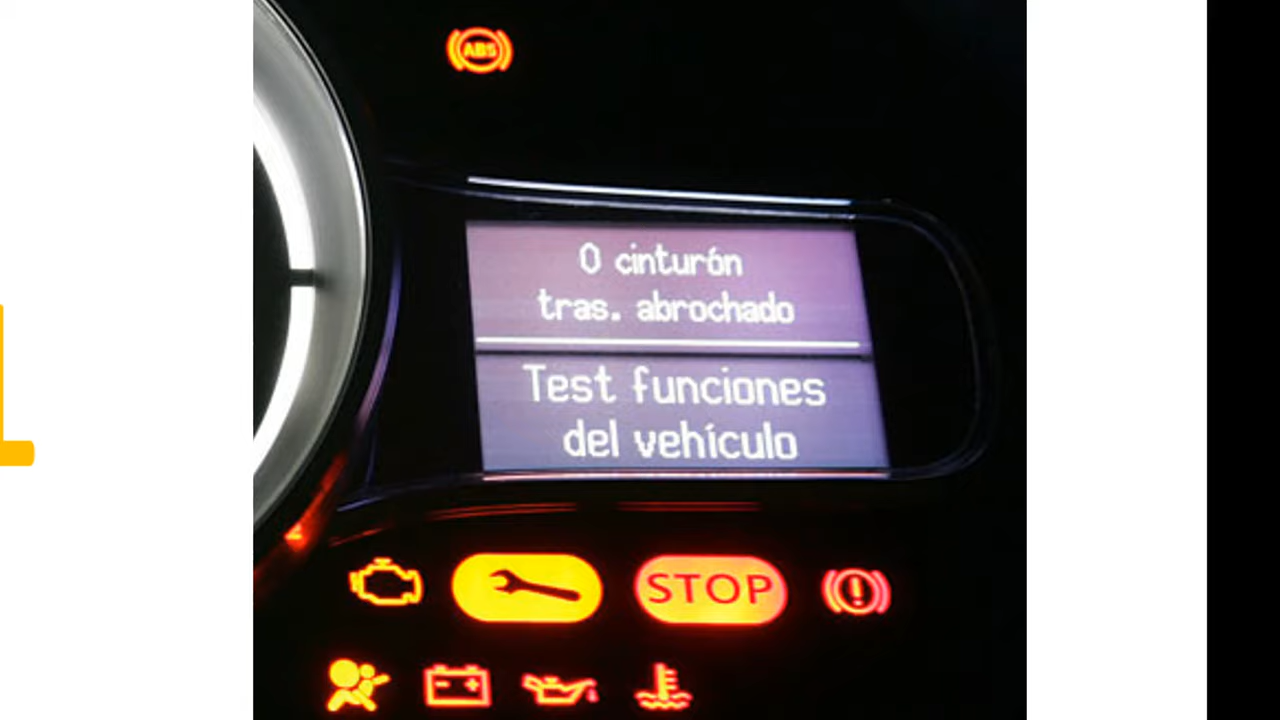 ABS
0 cinturón
tras. abrochado
Test funciones
del vehículo
STOP